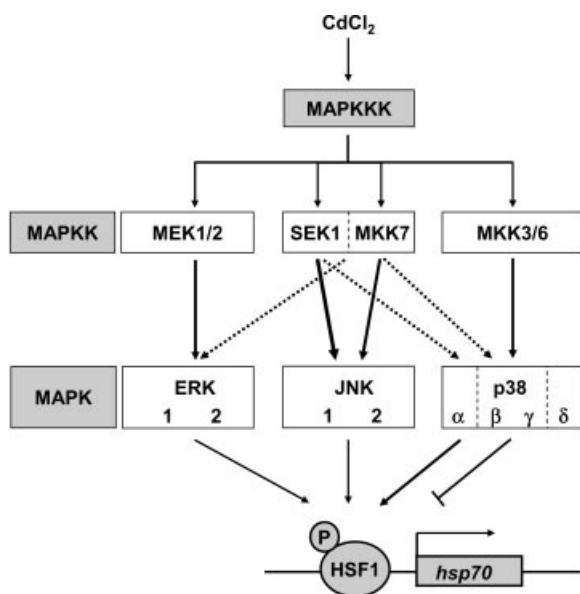 CdCl₂
MAPKKK
MAPKK MEK1/2 SEK1 MKK7 MKK3/6
MAPK ERK JNK p38
1 2 1 2 α β γ δ
P
HSF1 hsp70